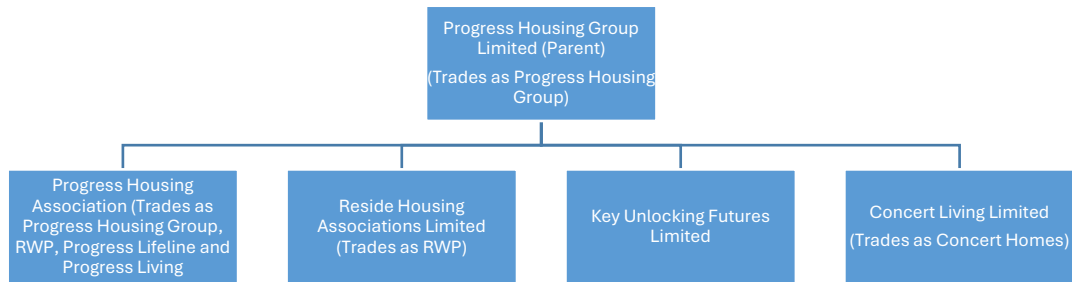 Progress Housing Group
Limited (Parent)
(Trades as Progress Housing
Group)
Progress Housing
Association (Trades as
Progress Housing Group,
RWP, Progress Lifeline and
Progress Living
Reside Housing
Associations Limited
(Trades as RWP)
Key Unlocking Futures
Limited
Concert Living Limited
(Trades as Concert Homes)